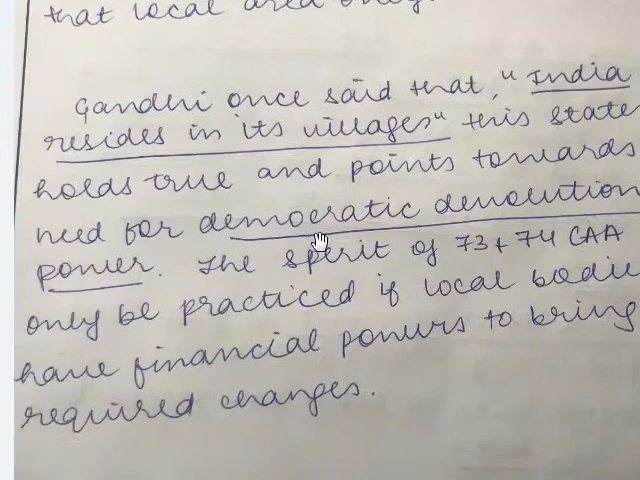 that local area only.
Gandhi once said that, "India
resides in its villages" this state
holds true and points towards
need for democratic devolution
power. The spirit of 73 + 74 CAA
only be practiced if local bodie
have financial powers to bring
required changes.